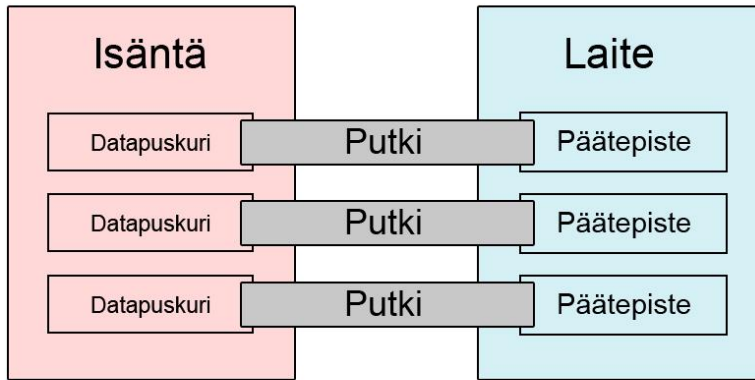 Isäntä
Laite
Datapuskuri
Putki
Päätepiste
Datapuskuri
Putki
Päätepiste
Datapuskuri
Putki
Päätepiste